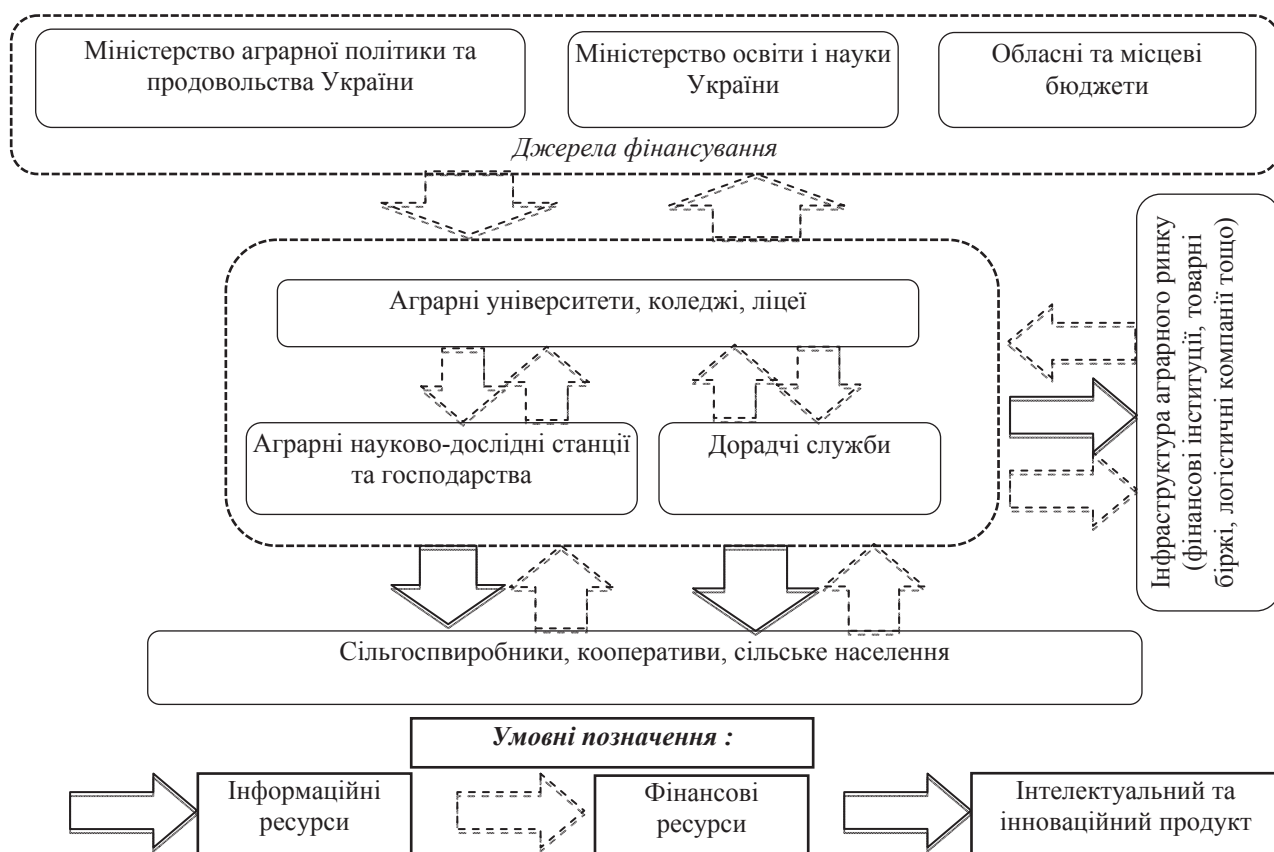 Міністерство аграрної політики та
продовольства України
Міністерство освіти і науки
України
Обласні та місцеві
бюджети
Джерела фінансування
Аграрні університети, коледжі, ліцеї
Аграрні науково-дослідні станції
та господарства
Дорадчі служби
Інфраструктура аграрного ринку
(фінансові інституції, товарні
біржі, логістичні компанії тощо)
Сільгоспвиробники, кооперативи, сільське населення
Умовні позначення :
Інформаційні
ресурси
Фінансові
ресурси
Інтелектуальний та
інноваційний продукт